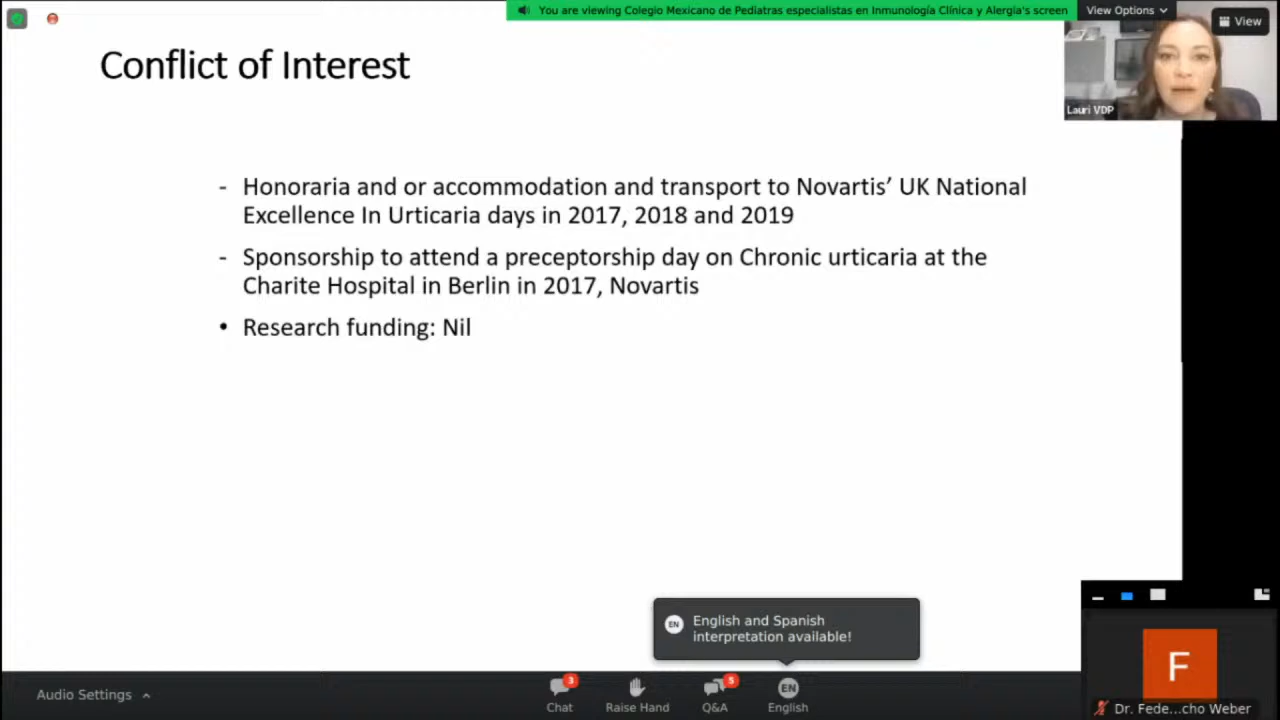 You are viewing Colegio Mexicano de Pediatras especialistas en Inmunología Clínica y Alergia's screen
View Options
View
Conflict of Interest
Lauri VDP
- Honoraria and or accommodation and transport to Novartis’ UK National
Excellence In Urticaria days in 2017, 2018 and 2019
- Sponsorship to attend a preceptorship day on Chronic urticaria at the
Charite Hospital in Berlin in 2017, Novartis
• Research funding: Nil
EN
English and Spanish
interpretation available!
F
Dr. Fede...cho Weber
Audio Settings
3
Chat
Raise Hand
5
Q&A
EN
English